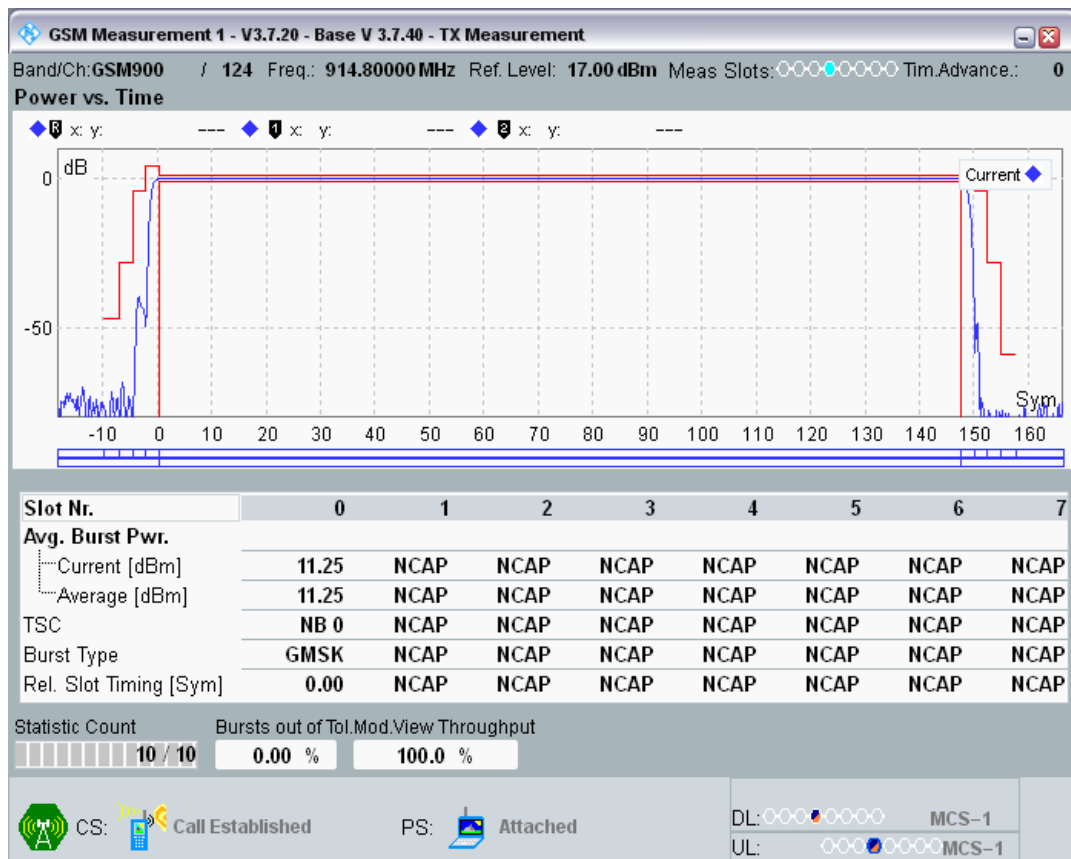 GSM Measurement 1 - V3.7.20 - Base V 3.7.40 - TX Measurement
Band/Ch:GSM900 / 124 Freq.: 914.80000 MHz Ref. Level: 17.00 dBm Meas Slots: Tim.Advance.: 0
Power vs. Time
R x: y: --- 1 x: y: --- 2 x: y: ---
dB
Current
0
-50
Sym
-10 0 10 20 30 40 50 60 70 80 90 100 110 120 130 140 150 160
Slot Nr. 0 1 2 3 4 5 6 7
Avg. Burst Pwr.
Current [dBm] 11.25 NCAP NCAP NCAP NCAP NCAP NCAP NCAP
Average [dBm] 11.25 NCAP NCAP NCAP NCAP NCAP NCAP NCAP
TSC NB 0 NCAP NCAP NCAP NCAP NCAP NCAP NCAP
Burst Type GMSK NCAP NCAP NCAP NCAP NCAP NCAP NCAP
Rel. Slot Timing [Sym] 0.00 NCAP NCAP NCAP NCAP NCAP NCAP NCAP
Statistic Count Bursts out of Tol.Mod.View Throughput
10 / 10 0.00 % 100.0 %
CS: Call Established PS: Attached
DL: MCS-1
UL: MCS-1